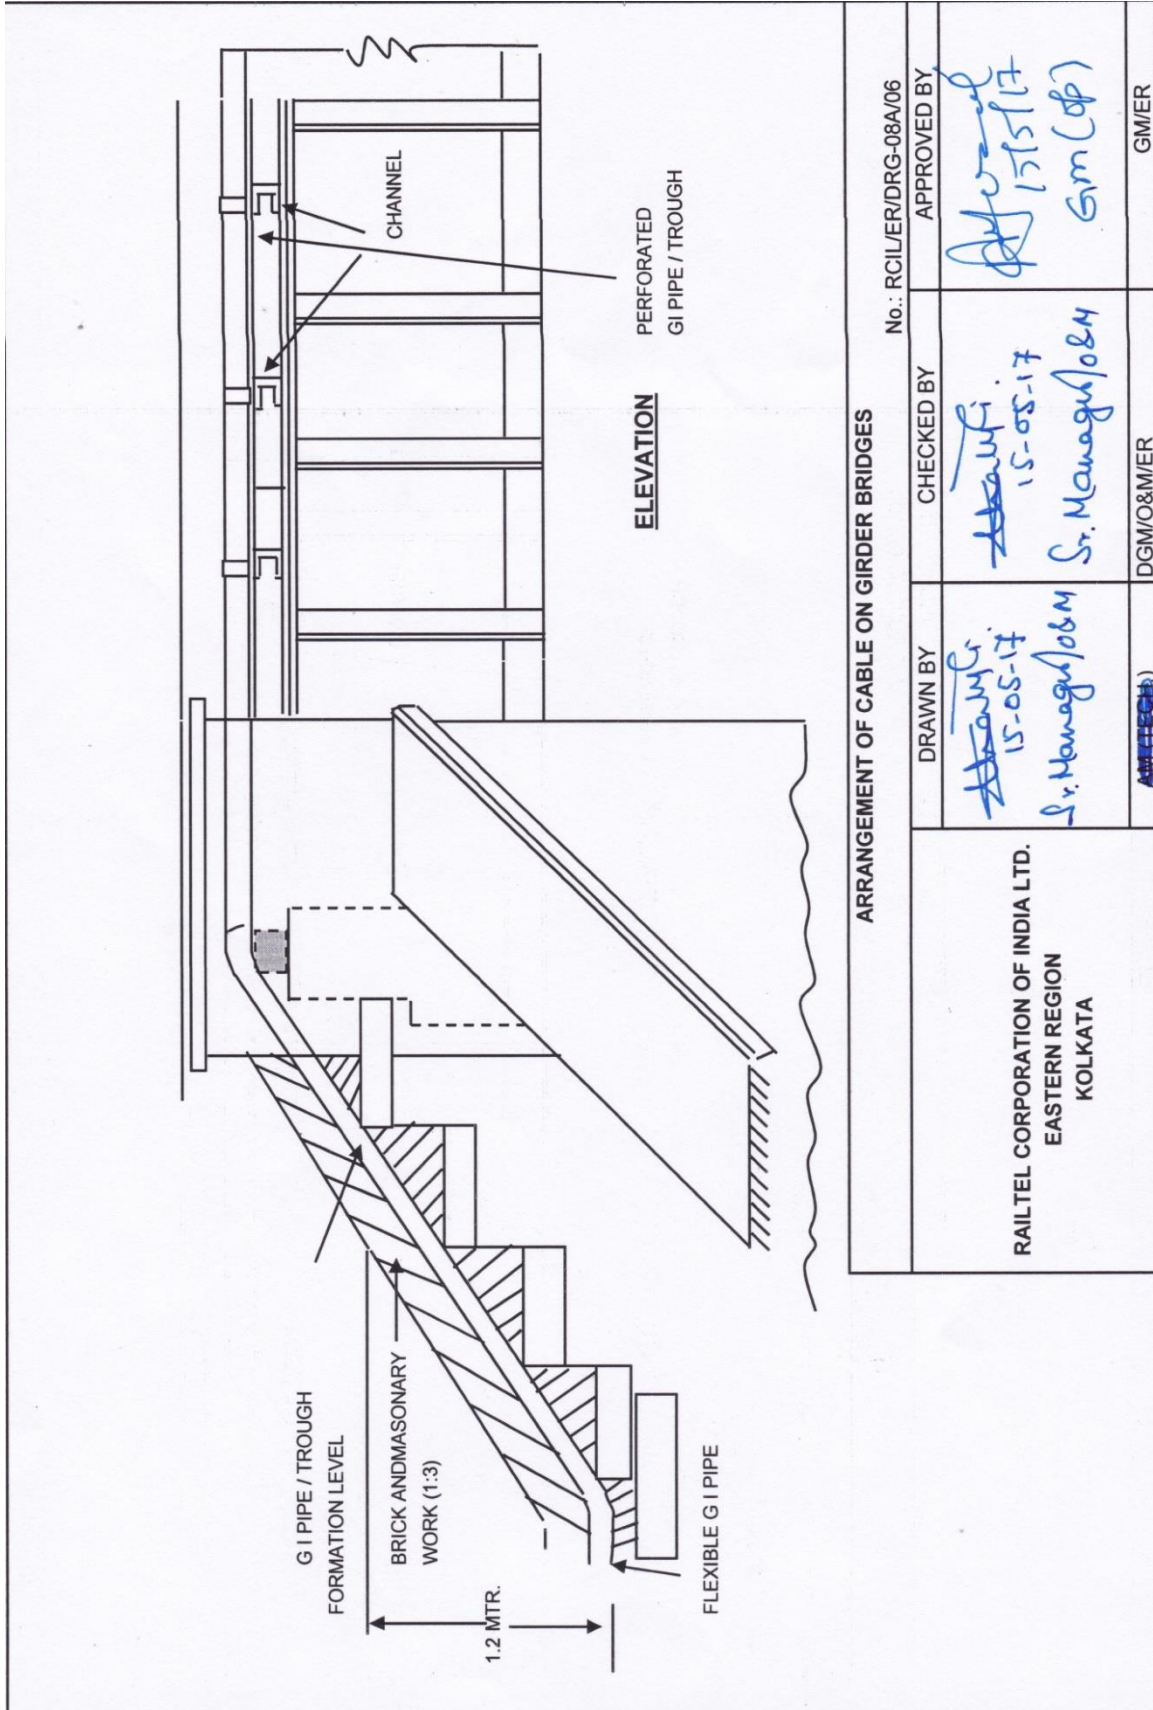 G I PIPE / TROUGH
FORMATION LEVEL
BRICK ANDMASONARY
WORK (1:3)
1.2 MTR.
FLEXIBLE G I PIPE
CHANNEL
PERFORATED
GI PIPE / TROUGH
ELEVATION
ARRANGEMENT OF CABLE ON GIRDER BRIDGES
No.: RCIL/ER/DRG-08A/06
RAILTEL CORPORATION OF INDIA LTD.
EASTERN REGION
KOLKATA
DRAWN BY
15-05-17
Sr. Manager/O&M
CHECKED BY
15-05-17
Sr. Manager/O&M
DGM/O&M/ER
APPROVED BY
15/5/17
GM (OP)
GM/ER